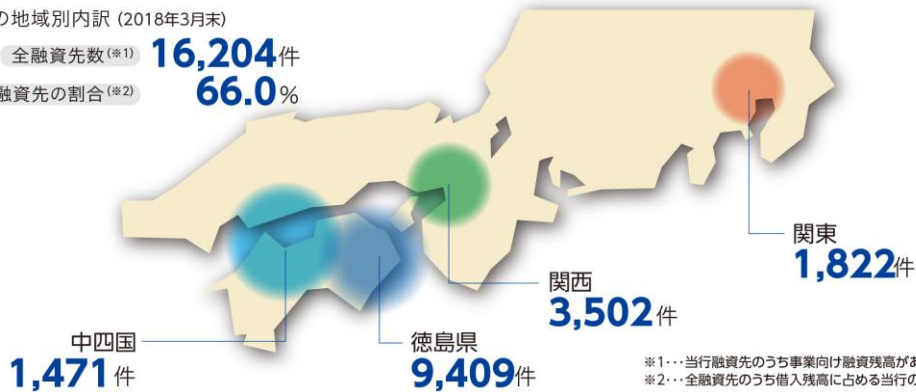 の地域別内訳 (2018年3月末)
全融資先数(※1) 16,204件
融資先の割合(※2) 66.0%
関東
1,822件
関西
3,502件
中四国
1,471件
徳島県
9,409件
※1･･･当行融資先のうち事業向け融資残高があ
※2･･･全融資先のうち借入残高に占める当行の